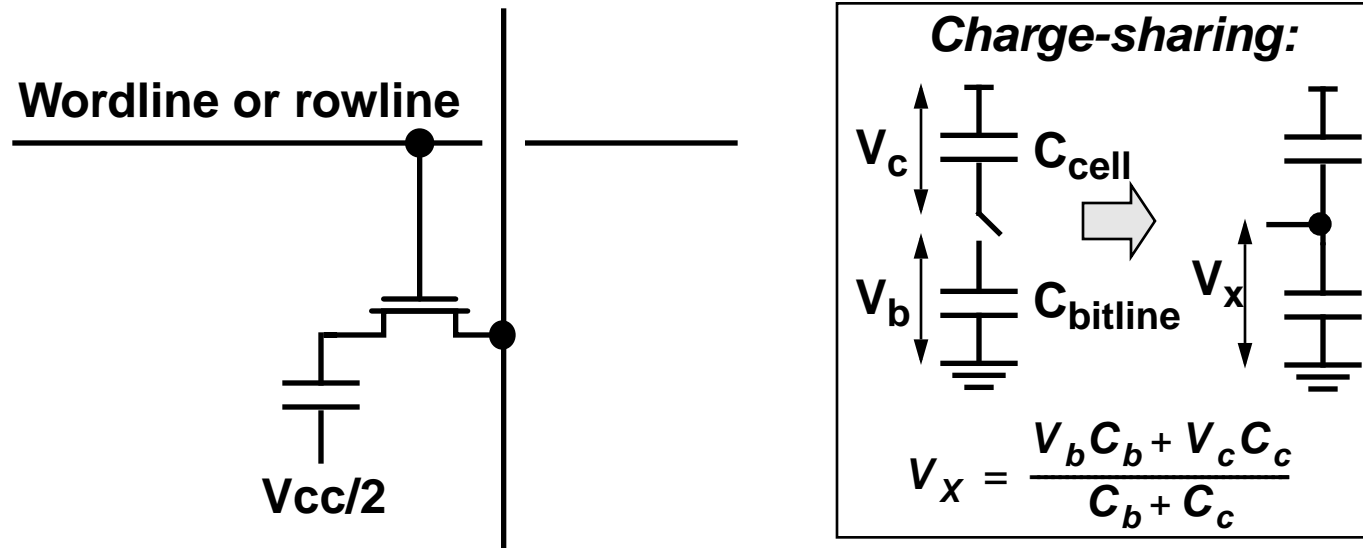 Wordline or rowline
Vcc/2
Charge-sharing:
Vc
Ccell
Vb
Cbitline
Vx
VX = VbCb + VcCc / Cb + Cc